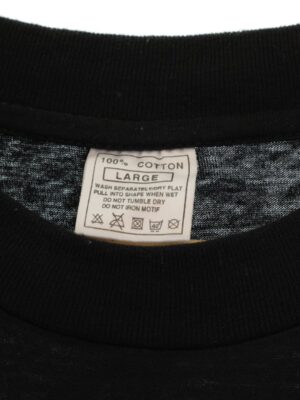 100% COTTON
LARGE
WASH SEPARATELY DRY FLAT
PULL INTO SHAPE WHEN WET
DO NOT TUMBLE DRY
DO NOT IRON MOTIF